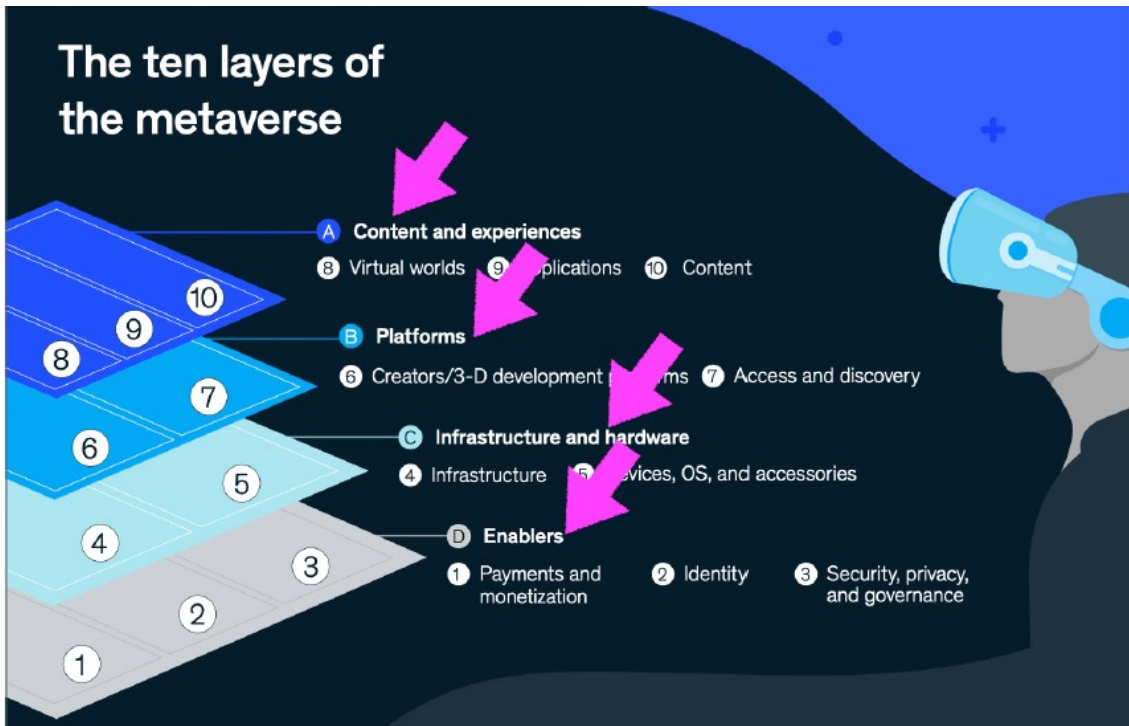 The ten layers of
the metaverse
A Content and experiences
8 Virtual worlds 9 10 Content
B Platforms
6 Creators/3-D development 7 Access and discovery
C Infrastructure and hardware
4 Infrastructure 5 OS, and accessories
D Enablers
1 Payments and
monetization
2 Identity
3 Security, privacy,
and governance
10
9
8
7
6
5
4
3
2
1